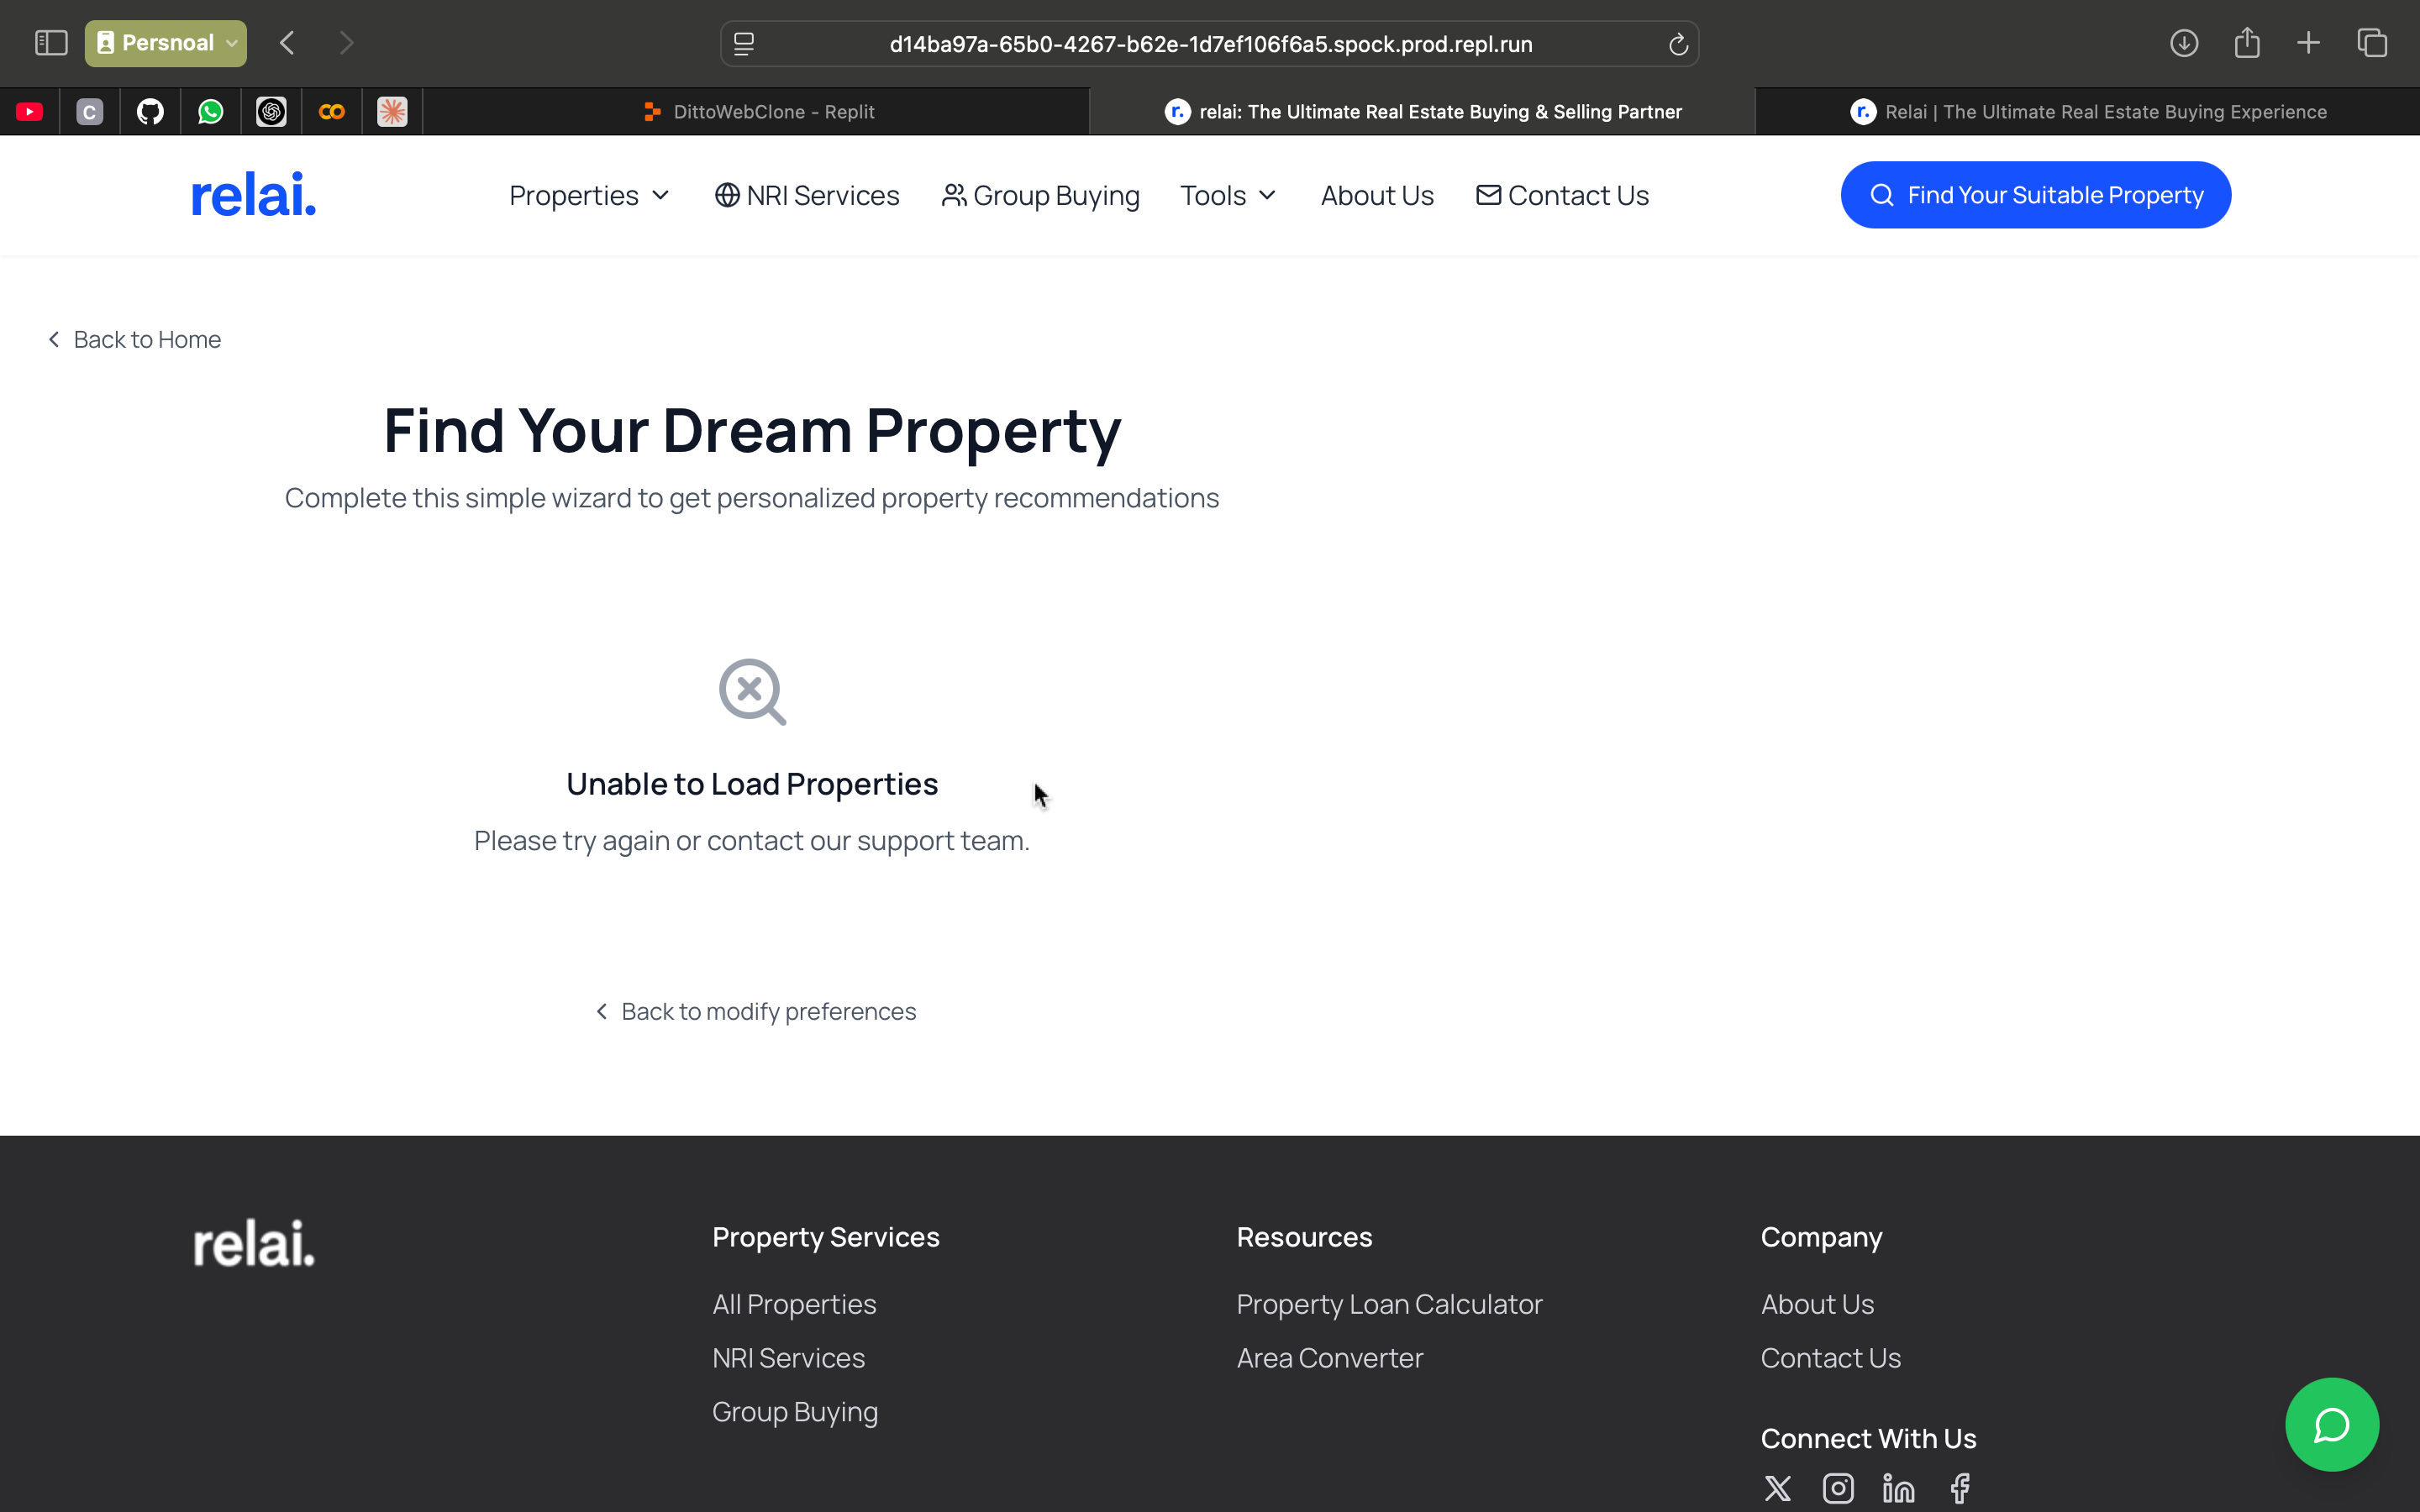 Persnoal
d14ba97a-65b0-4267-b62e-1d7ef106f6a5.spock.prod.repl.run
C
DittoWebClone - Replit
r. relai: The Ultimate Real Estate Buying & Selling Partner
r. Relai | The Ultimate Real Estate Buying Experience
relai.
Properties
NRI Services
Group Buying
Tools
About Us
Contact Us
Find Your Suitable Property
Back to Home
Find Your Dream Property
Complete this simple wizard to get personalized property recommendations
Unable to Load Properties
Please try again or contact our support team.
Back to modify preferences
relai.
Property Services
All Properties
NRI Services
Group Buying
Resources
Property Loan Calculator
Area Converter
Company
About Us
Contact Us
Connect With Us